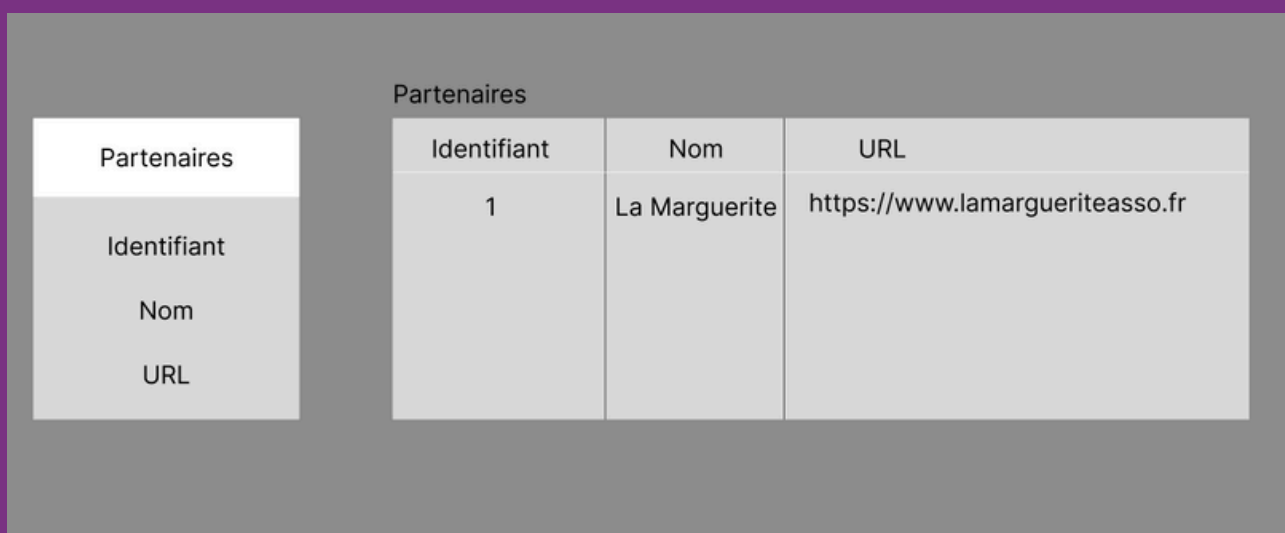 Partenaires
Identifiant
Nom
URL
Partenaires
Identifiant Nom URL
1 La Marguerite https://www.lamargueriteasso.fr